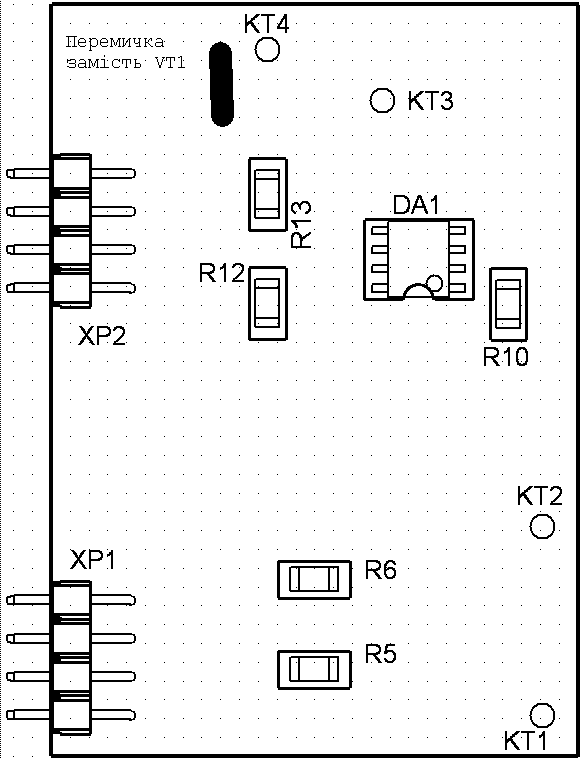 KT4
Перемичка
замість VT1
KT3
R13
DA1
R12
XP2
R10
KT2
XP1
R6
R5
KT1